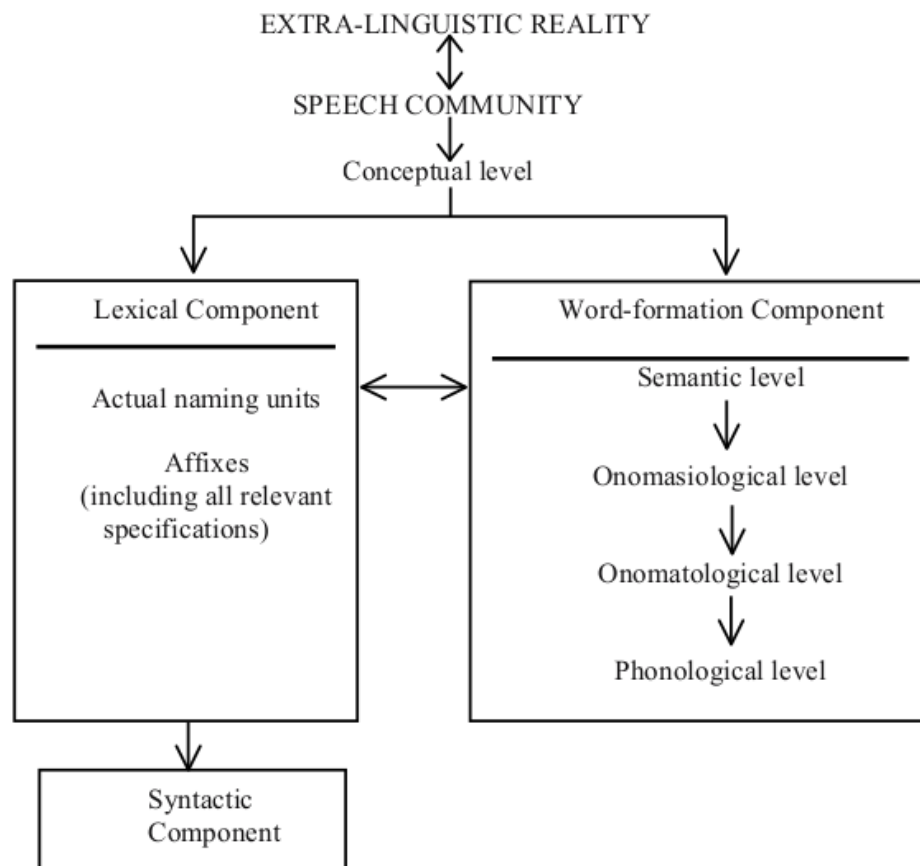 EXTRA-LINGUISTIC REALITY
SPEECH COMMUNITY
Conceptual level
Lexical Component
Actual naming units
Affixes
(including all relevant
specifications)
Word-formation Component
Semantic level
Onomasiological level
Onomatological level
Phonological level
Syntactic
Component